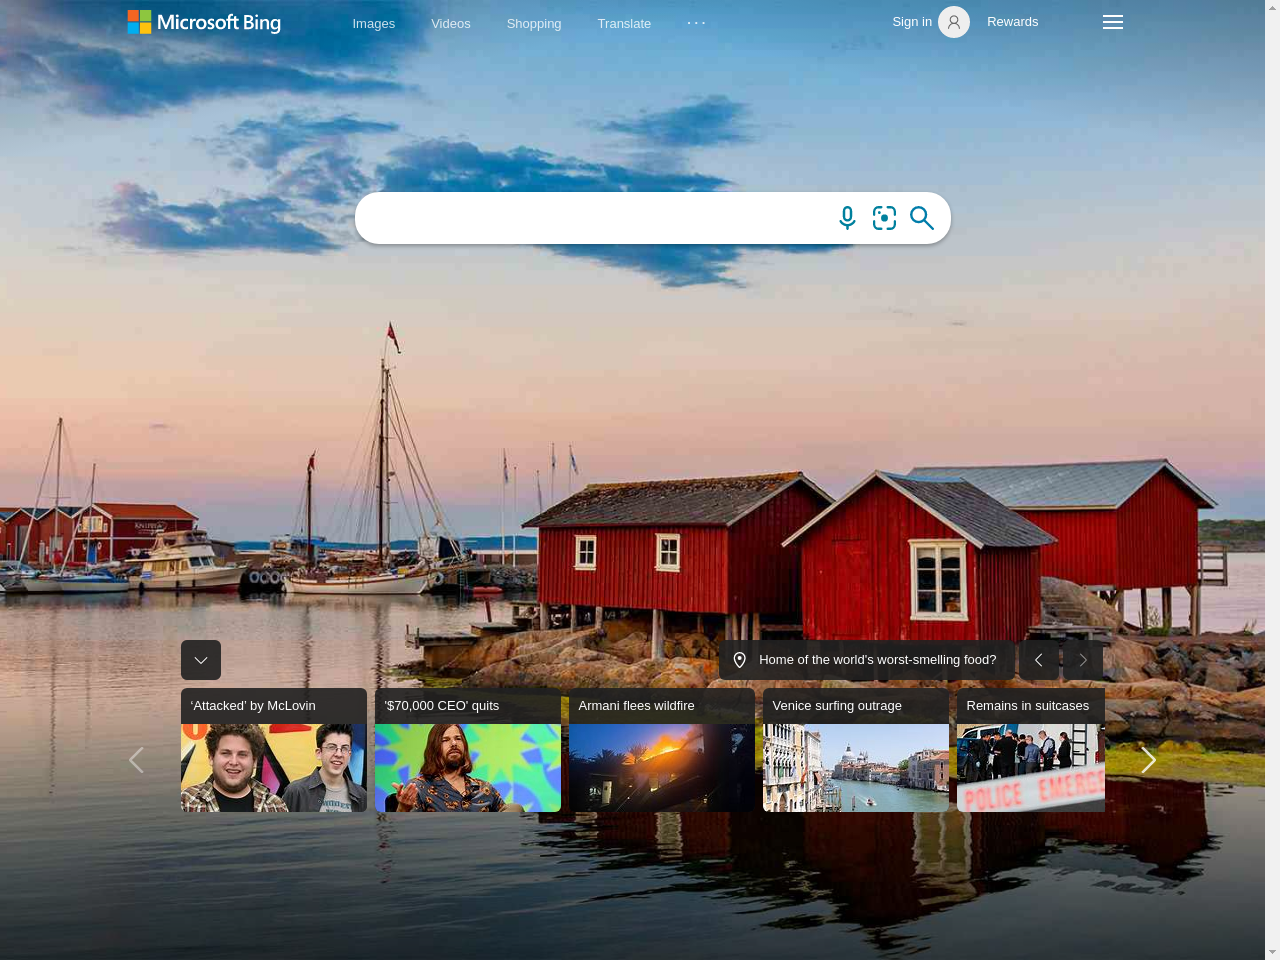 Microsoft Bing
Images Videos Shopping Translate ...
Sign in Rewards
Home of the world's worst-smelling food?
‘Attacked’ by McLovin
'$70,000 CEO' quits
Armani flees wildfire
Venice surfing outrage
Remains in suitcases
POLICE EMERGE